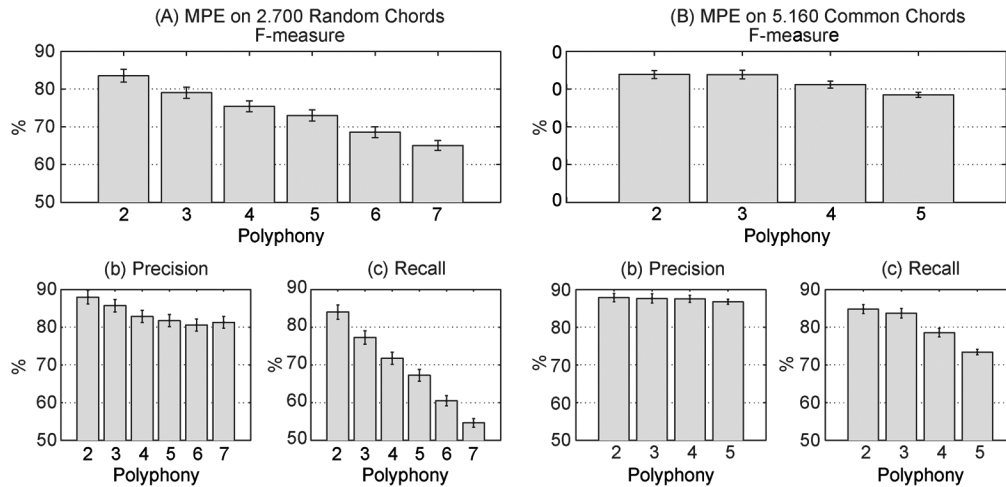 (A) MPE on 2.700 Random Chords
F-measure
90
80
70
60
50
%
2 3 4 5 6 7
Polyphony
(B) MPE on 5.160 Common Chords
F-measure
0
0
0
0
0
%
2 3 4 5
Polyphony
(b) Precision
90
80
70
60
50
%
2 3 4 5 6 7
Polyphony
(c) Recall
90
80
70
60
50
%
2 3 4 5 6 7
Polyphony
(b) Precision
90
80
70
60
50
%
2 3 4 5
Polyphony
(c) Recall
90
80
70
60
50
%
2 3 4 5
Polyphony